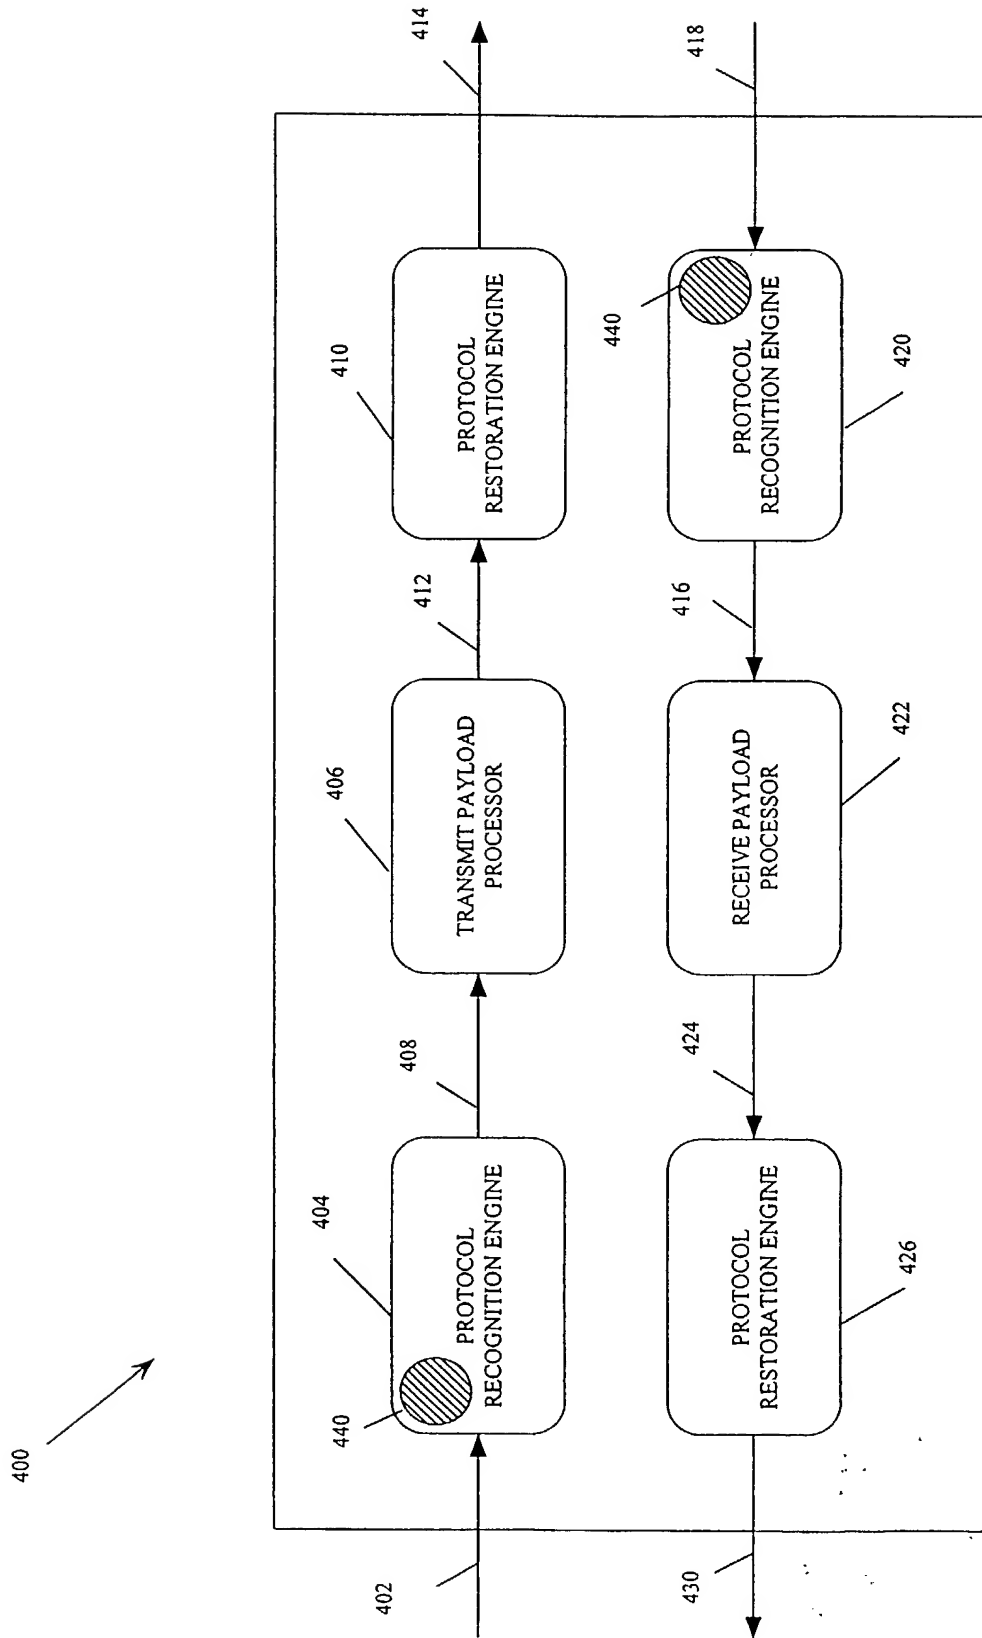 400
402
440
404
PROTOCOL
RECOGNITION ENGINE
408
406
TRANSMIT PAYLOAD
PROCESSOR
412
410
PROTOCOL
RESTORATION ENGINE
414
430
PROTOCOL
RESTORATION ENGINE
426
424
RECEIVE PAYLOAD
PROCESSOR
422
416
440
PROTOCOL
RECOGNITION ENGINE
420
418